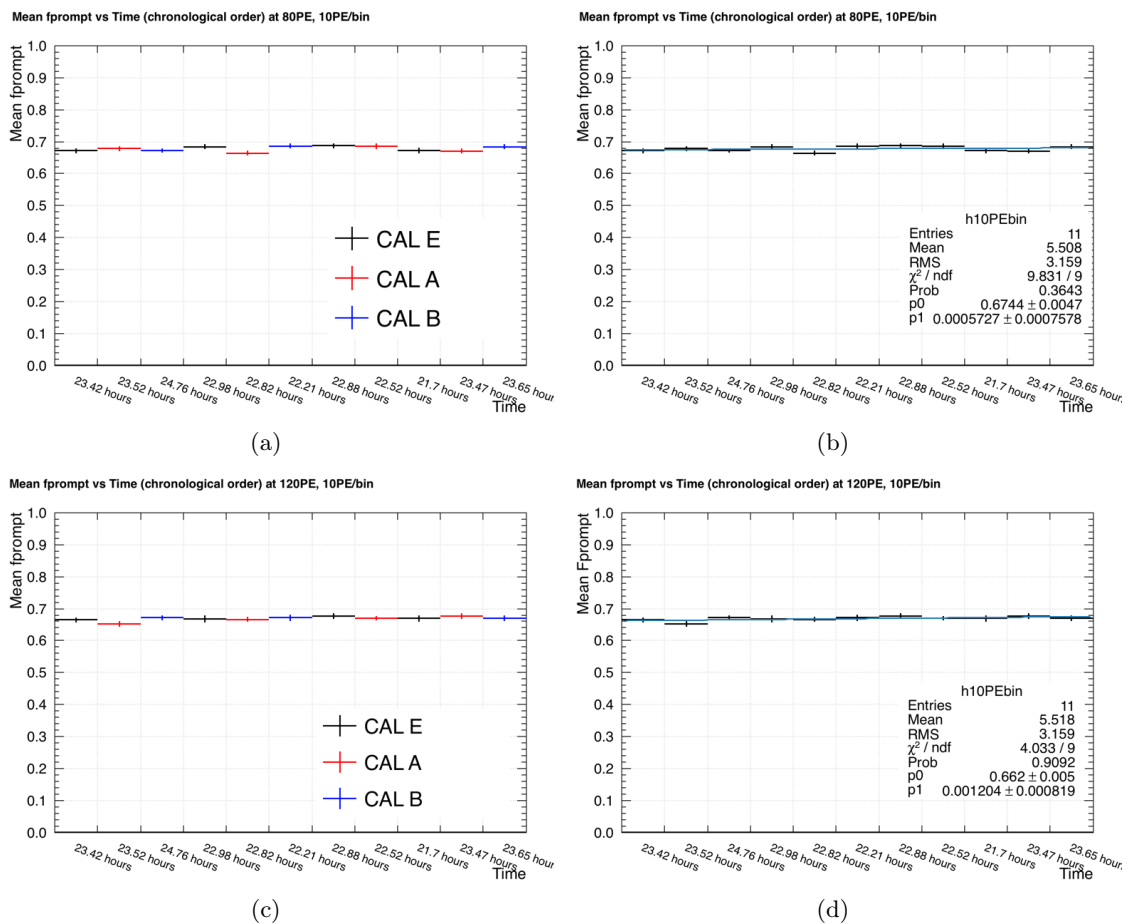 Mean fprompt vs Time (chronological order) at 80PE, 10PE/bin
Mean fprompt
1.0
0.9
0.8
0.7
0.6
0.5
0.4
0.3
0.2
0.1
0.0
CAL E
CAL A
CAL B
23.42 hours
23.52 hours
24.76 hours
22.98 hours
22.82 hours
22.21 hours
22.88 hours
22.52 hours
21.7 hours
23.47 hours
23.65 hou
Time
(a)
Mean fprompt vs Time (chronological order) at 80PE, 10PE/bin
Mean fprompt
1.0
0.9
0.8
0.7
0.6
0.5
0.4
0.3
0.2
0.1
0.0
h10PEbin
Entries 11
Mean 5.508
RMS 3.159
χ² / ndf 9.831 / 9
Prob 0.3643
p0 0.6744 ± 0.0047
p1 0.0005727 ± 0.0007578
23.42 hours
23.52 hours
24.76 hours
22.98 hours
22.82 hours
22.21 hours
22.88 hours
22.52 hours
21.7 hours
23.47 hours
23.65 hou
Time
(b)
Mean fprompt vs Time (chronological order) at 120PE, 10PE/bin
Mean fprompt
1.0
0.9
0.8
0.7
0.6
0.5
0.4
0.3
0.2
0.1
0.0
CAL E
CAL A
CAL B
23.42 hours
23.52 hours
24.76 hours
22.98 hours
22.82 hours
22.21 hours
22.88 hours
22.52 hours
21.7 hours
23.47 hours
23.65 hou
Time
(c)
Mean fprompt vs Time (chronological order) at 120PE, 10PE/bin
Mean Fprompt
1.0
0.9
0.8
0.7
0.6
0.5
0.4
0.3
0.2
0.1
0.0
h10PEbin
Entries 11
Mean 5.518
RMS 3.159
χ² / ndf 4.033 / 9
Prob 0.9092
p0 0.662 ± 0.005
p1 0.001204 ± 0.000819
23.42 hours
23.52 hours
24.76 hours
22.98 hours
22.82 hours
22.21 hours
22.88 hours
22.52 hours
21.7 hours
23.47 hours
23.65 hou
Time
(d)